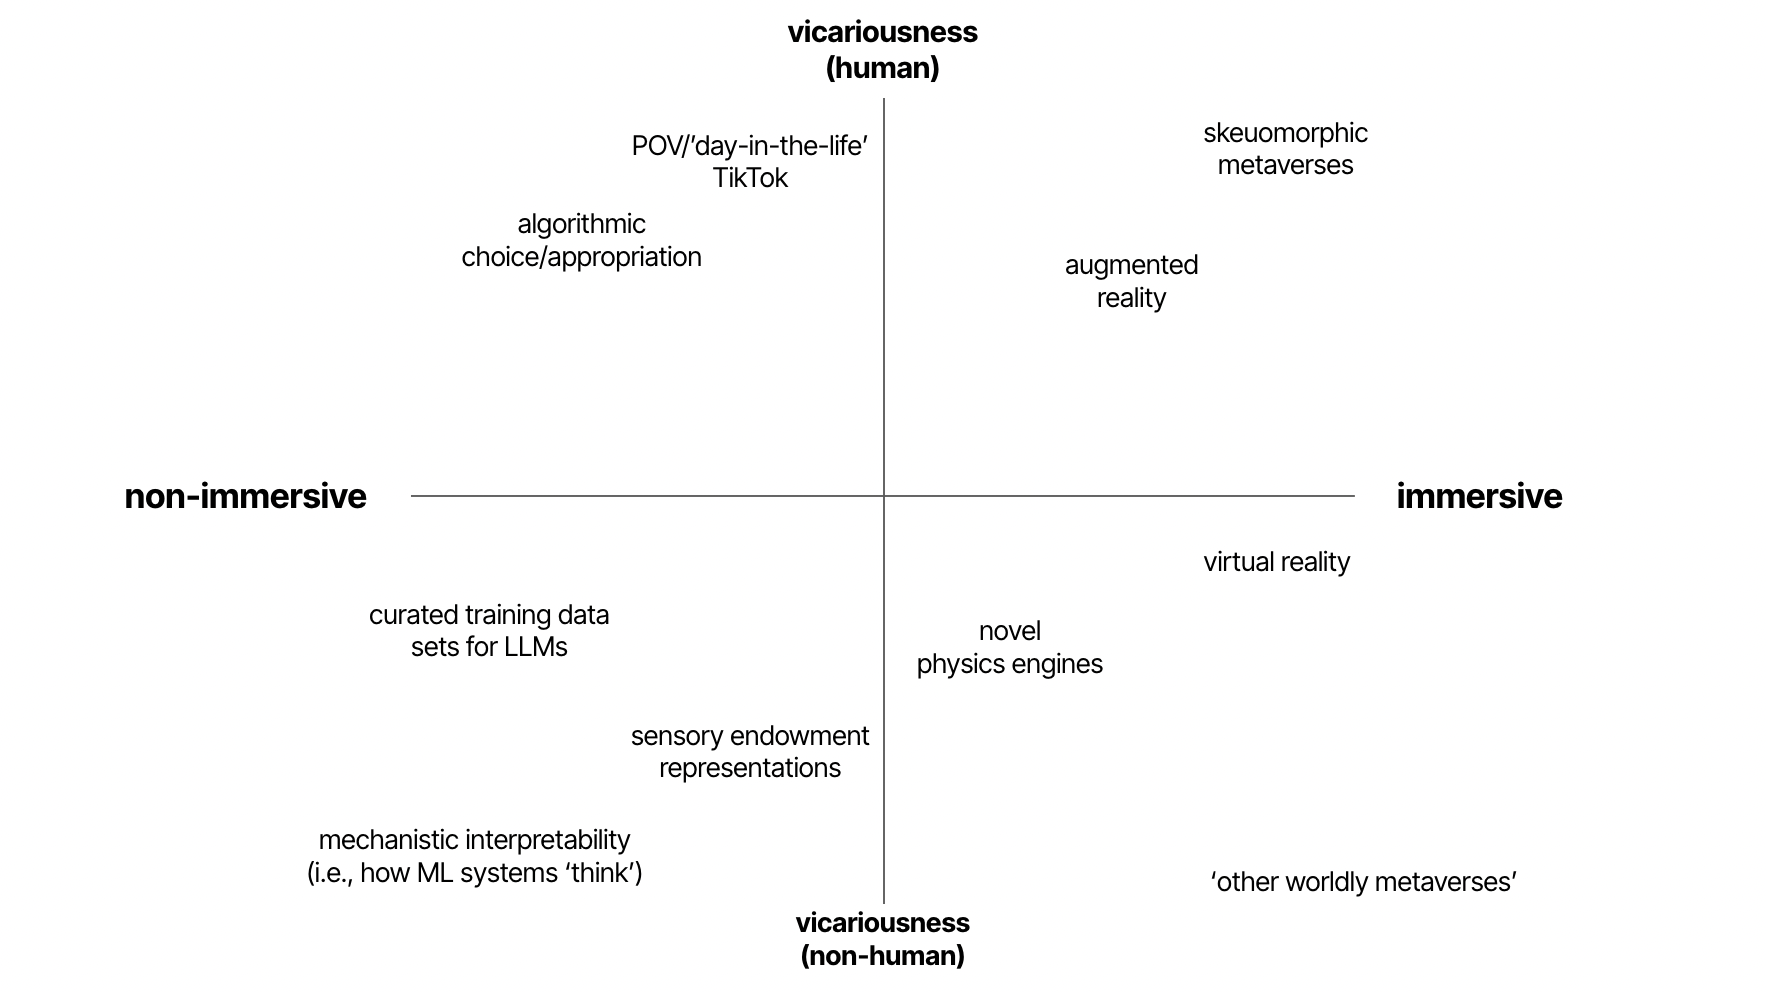 vicariousness
(human)
POV/’day-in-the-life’
TikTok
skeuomorphic
metaverses
algorithmic
choice/appropriation
augmented
reality
non-immersive
immersive
virtual reality
curated training data
sets for LLMs
novel
physics engines
sensory endowment
representations
mechanistic interpretability
(i.e., how ML systems ‘think’)
‘other worldly metaverses’
vicariousness
(non-human)